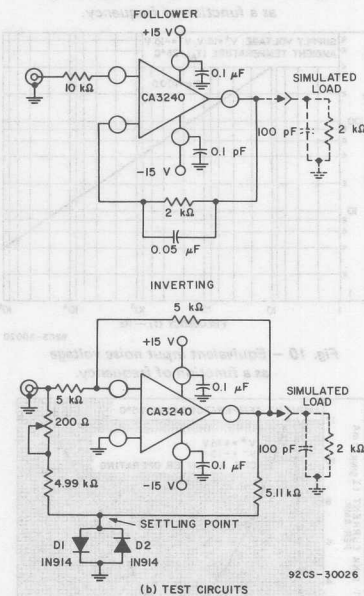 FOLLOWER
+15 V
0.1 µF
10 kΩ
CA3240
SIMULATED
LOAD
100 pF
2 kΩ
0.1 pF
-15 V
2 kΩ
0.05 µF
INVERTING
5 kΩ
+15 V
0.1 µF
5 kΩ
CA3240
SIMULATED
LOAD
200 Ω
100 pF
2 kΩ
0.1 µF
-15 V
4.99 kΩ
5.11 kΩ
SETTLING POINT
D1
D2
1N914
1N914
92CS-30026
(b) TEST CIRCUITS